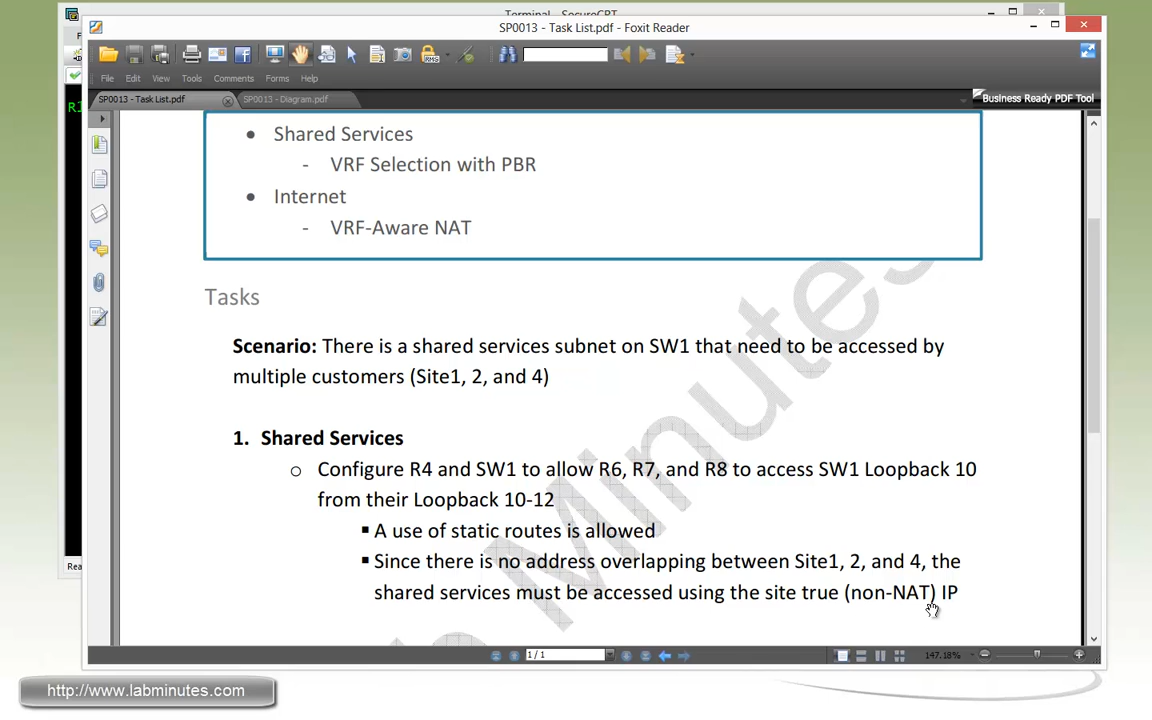 Terminal - SecureCRT
SP0013 - Task List.pdf - Foxit Reader
File Edit View Tools Comments Forms Help
SP0013 - Task List.pdf
SP0013 - Diagram.pdf
Business Ready PDF Tool
• Shared Services
- VRF Selection with PBR
• Internet
- VRF-Aware NAT
Tasks
Scenario: There is a shared services subnet on SW1 that need to be accessed by
multiple customers (Site1, 2, and 4)
1. Shared Services
o Configure R4 and SW1 to allow R6, R7, and R8 to access SW1 Loopback 10
from their Loopback 10-12
▪ A use of static routes is allowed
▪ Since there is no address overlapping between Site1, 2, and 4, the
shared services must be accessed using the site true (non-NAT) IP
1 / 1
147.18%
http://www.labminutes.com